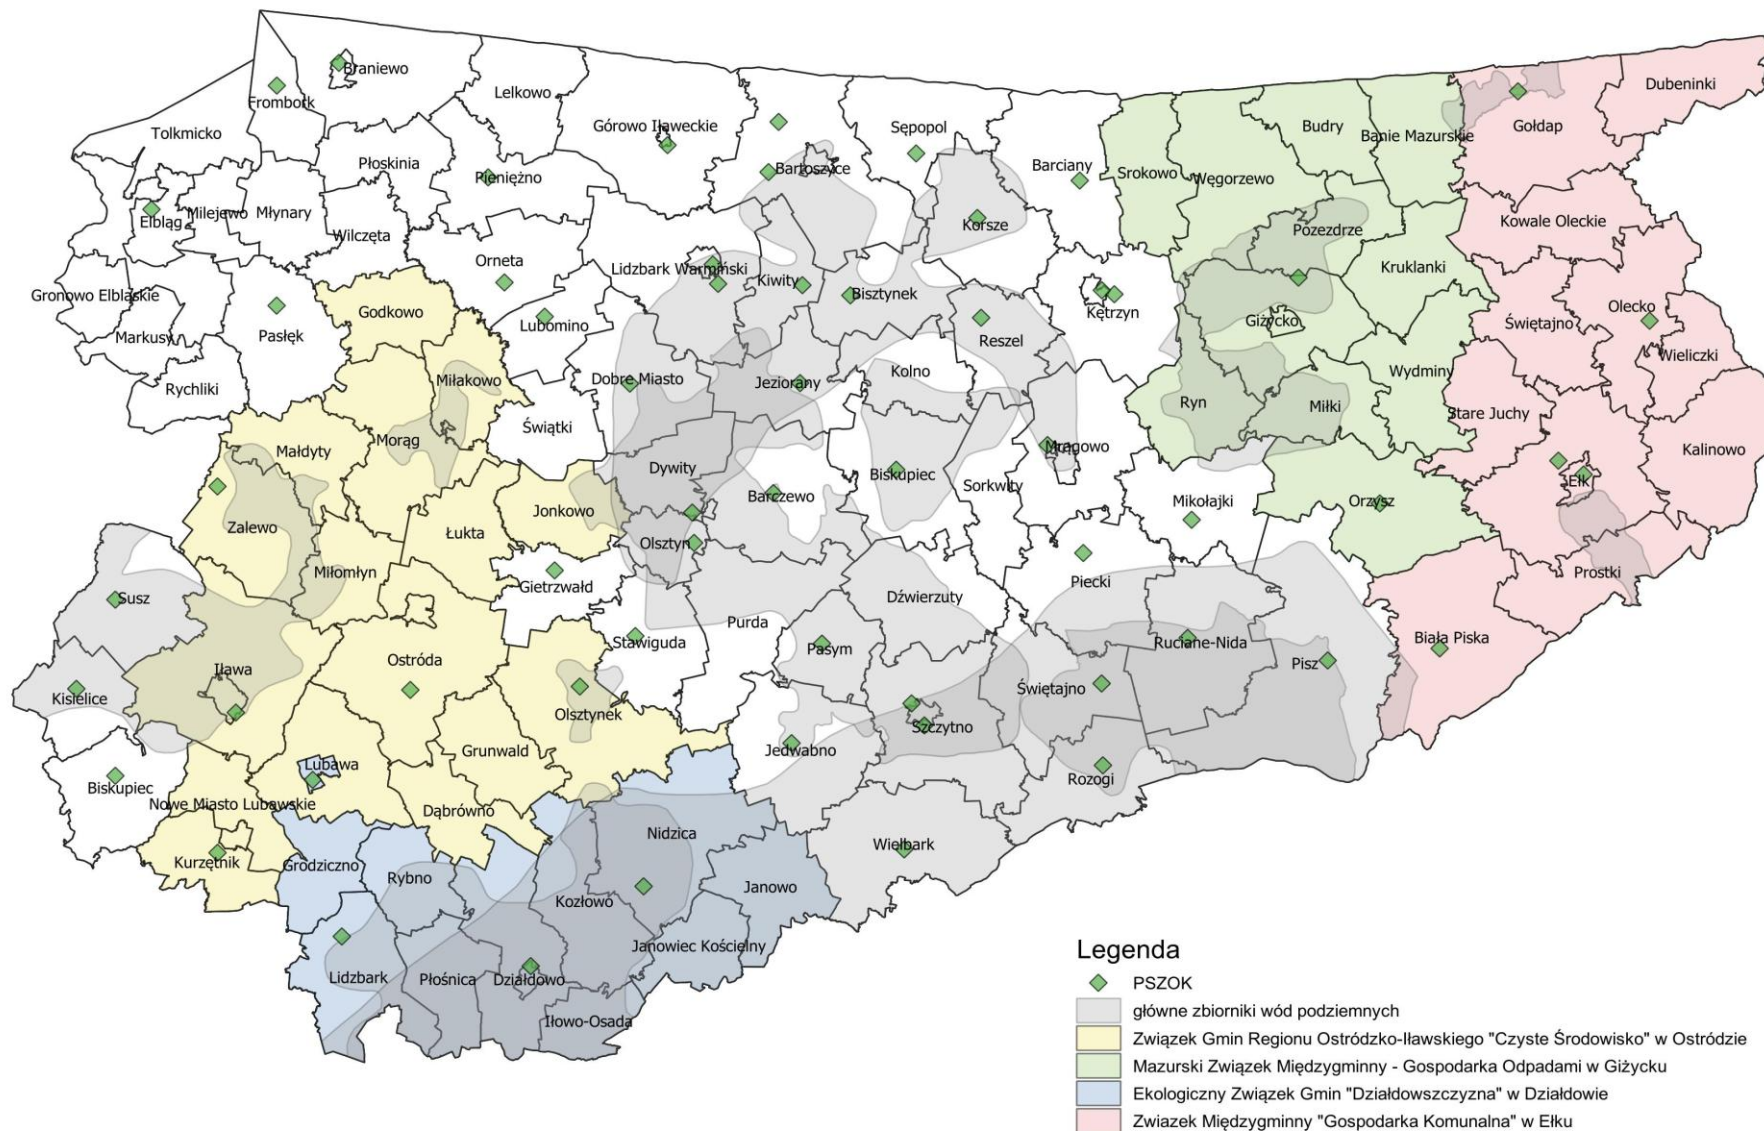 Braniewo
Frombork
Lelkowo
Tolmicko
Górowo Iławeckie
Sępopol
Budry
Banie Mazurskie
Gołdap
Dubeninki
Płoskinia
Pieniężno
Bartoszyce
Barciany
Srokowo
Węgorzewo
Elbląg
Milejewo
Młynary
Wilczęta
Korsze
Pozezdrze
Kowale Oleckie
Orneta
Lidzbark Warmiński
Kiwity
Bisztynek
Kruklanki
Gronowo Elbląskie
Godkowo
Kętrzyn
Giżycko
Olecko
Świętajno
Markusy
Pasłęk
Lubomino
Reszel
Wieliczki
Rychliki
Miłakowo
Dobre Miasto
Jeziorany
Kolno
Wydminy
Ryn
Miłki
Stare Juchy
Małdyty
Morąg
Świątki
Mrągowo
Kalinowo
Dywity
Biskupiec
Sorkwity
Barczewo
Mikołajki
Orzysz
Ełk
Zalewo
Łukta
Jonkowo
Olsztyn
Miłomłyn
Gietrzwałd
Piecki
Prostki
Susz
Dźwierzuty
Purda
Stawiguda
Pasym
Ruciane-Nida
Biała Piska
Iława
Ostróda
Pisz
Kisielice
Olsztynek
Świętajno
Szczytno
Jedwabno
Grunwald
Lubawa
Rozogi
Biskupiec
Nowe Miasto Lubawskie
Dąbrówno
Nidzica
Wielbark
Kurzętnik
Grodziczno
Rybno
Kozłowo
Janowo
Janowiec Kościelny
Lidzbark
Płośnica
Działdowo
Iłowo-Osada
Legenda
PSZOK
główne zbiorniki wód podziemnych
Związek Gmin Regionu Ostródzko-Iławskiego "Czyste Środowisko" w Ostródzie
Mazurski Związek Międzygminny - Gospodarka Odpadami w Giżycku
Ekologiczny Związek Gmin "Działdowszczyzna" w Działdowie
Zwiazek Międzygminny "Gospodarka Komunalna" w Ełku